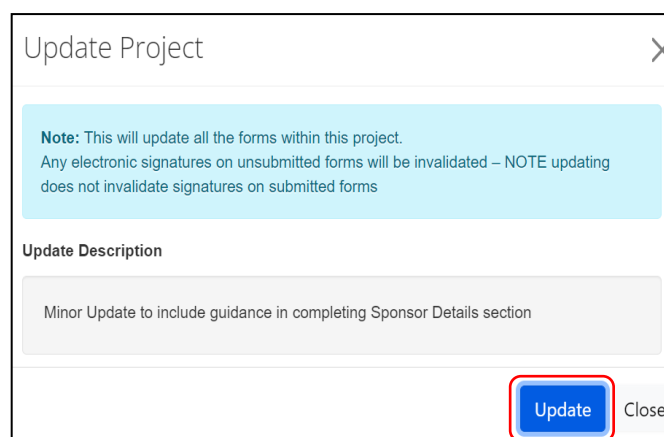 Update Project
Note: This will update all the forms within this project.
Any electronic signatures on unsubmitted forms will be invalidated – NOTE updating
does not invalidate signatures on submitted forms
Update Description
Minor Update to include guidance in completing Sponsor Details section
Update Close